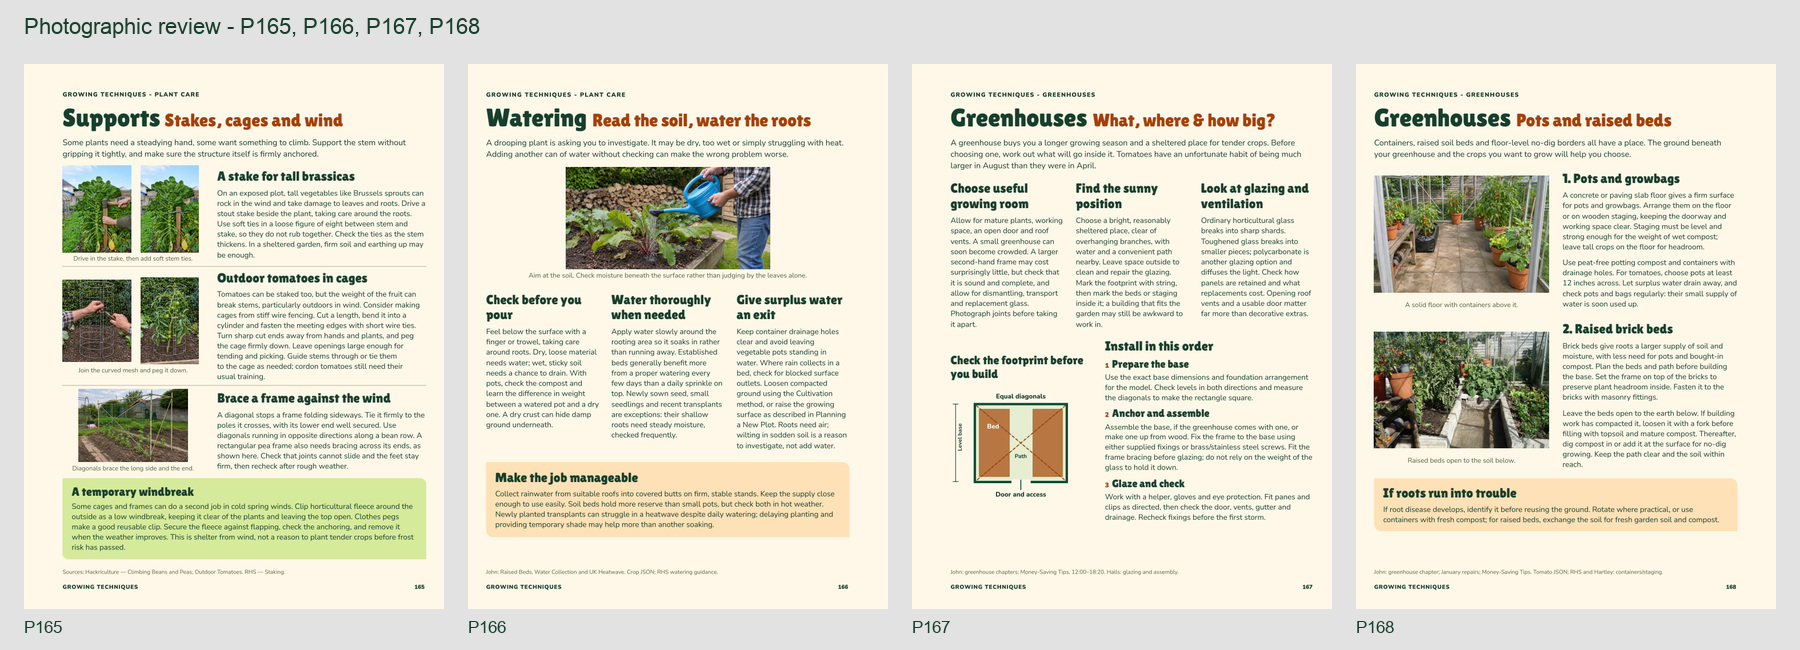 Photographic review - P165, P166, P167, P168
GROWING TECHNIQUES - PLANT CARE
Supports Stakes, cages and wind
Some plants need a steadying hand, some want something to climb. Support the stem without
gripping it tightly, and make sure the structure itself is firmly anchored.
Drive in the stake, then add soft stem ties.
A stake for tall brassicas
On an exposed plot, tall vegetables like Brussels sprouts can
rock in the wind and take damage to leaves and roots. Drive a
stout stake beside the plant, taking care around the roots.
Use soft ties in a loose figure of eight between stem and
stake, so they do not rub together. Check the ties as the stem
thickens. In a sheltered garden, firm soil and earthing up may
be enough.
Join the curved mesh and peg it down.
Outdoor tomatoes in cages
Tomatoes can be staked too, but the weight of the fruit can
break stems, particularly outdoors in wind. Consider making
cages from stiff wire fencing. Cut a length, bend it into a
cylinder and fasten the meeting edges with short wire ties.
Turn sharp cut ends away from hands and plants, and peg
the cage firmly down. Leave openings large enough for
tending and picking. Guide stems through or tie them
to the cage as needed; cordon tomatoes still need their
usual training.
Diagonals brace the long side and the end.
Brace a frame against the wind
A diagonal stops a frame folding sideways. Tie it firmly to the
poles it crosses, with its lower end well secured. Use
diagonals running in opposite directions along a bean row. A
rectangular pea frame also needs bracing across its ends, as
shown here. Check that joints cannot slide and the feet stay
firm, then recheck after rough weather.
A temporary windbreak
Some cages and frames can do a second job in cold spring winds. Clip horticultural fleece around the
outside as a low windbreak, keeping it clear of the plants and leaving the top open. Clothes pegs
make a good reusable clip. Secure the fleece against flapping, check the anchoring, and remove it
when the weather improves. This is shelter from wind, not a reason to plant tender crops before frost
risk has passed.
Sources: Hackriculture — Climbing Beans and Peas; Outdoor Tomatoes. RHS — Staking.
GROWING TECHNIQUES
165
P165
GROWING TECHNIQUES - PLANT CARE
Watering Read the soil, water the roots
A drooping plant is asking you to investigate. It may be dry, too wet or simply struggling with heat.
Adding another can of water without checking can make the wrong problem worse.
Aim at the soil. Check moisture beneath the surface rather than judging by the leaves alone.
Check before you
pour
Feel below the surface with a
finger or trowel, taking care
around roots. Dry, loose material
needs water; wet, sticky soil
needs a chance to drain. With
pots, check the compost and
learn the difference in weight
between a watered pot and a dry
one. A dry crust can hide damp
ground underneath.
Water thoroughly
when needed
Apply water slowly around the
rooting area so it soaks in rather
than running away. Established
beds generally benefit more
from a proper watering every
few days than a daily sprinkle on
top. Newly sown seed, small
seedlings and recent transplants
are exceptions: their shallow
roots need steady moisture,
checked frequently.
Give surplus water
an exit
Keep container drainage holes
clear and avoid leaving
vegetable pots standing in
water. Where rain collects in a
bed, check for blocked surface
outlets. Loosen compacted
ground using the Cultivation
method, or raise the growing
surface as described in Planning
a New Plot. Roots need air;
wilting in sodden soil is a reason
to investigate, not add water.
Make the job manageable
Collect rainwater from suitable roofs into covered butts on firm, stable stands. Keep the supply close
enough to use easily. Soil beds hold more reserve than small pots, but check both in hot weather.
Newly planted transplants can struggle in a heatwave despite daily watering; delaying planting and
providing temporary shade may help more than another soaking.
John: Raised Beds, Water Collection and UK Heatwave. Crop JSON; RHS watering guidance.
GROWING TECHNIQUES
166
P166
GROWING TECHNIQUES - GREENHOUSES
Greenhouses What, where & how big?
A greenhouse buys you a longer growing season and a sheltered place for tender crops. Before
choosing one, work out what will go inside it. Tomatoes have an unfortunate habit of being much
larger in August than they were in April.
Choose useful
growing room
Allow for mature plants, working
space, an open door and roof
vents. A small greenhouse can
soon become crowded. A larger
second-hand frame may cost
surprisingly little, but check that
it is sound and complete, and
allow for dismantling, transport
and replacement glass.
Photograph joints before taking
it apart.
Find the sunny
position
Choose a bright, reasonably
sheltered place, clear of
overhanging branches, with
water and a convenient path
nearby. Leave space outside to
clean and repair the glazing.
Mark the footprint with string,
then mark the beds or staging
inside it; a building that fits the
garden may still be awkward to
work in.
Look at glazing and
ventilation
Ordinary horticultural glass
breaks into sharp shards.
Toughened glass breaks into
smaller pieces; polycarbonate is
another glazing option and
diffuses the light. Check how
panels are retained and what
replacements cost. Opening roof
vents and a usable door matter
far more than decorative extras.
Check the footprint before
you build
Equal diagonals
Level base
Bed
Path
Door and access
Install in this order
1 Prepare the base
Use the exact base dimensions and foundation arrangement
for the model. Check levels in both directions and measure
the diagonals to make the rectangle square.
2 Anchor and assemble
Assemble the base, if the greenhouse comes with one, or
make one up from wood. Fix the frame to the base using
either supplied fixings or brass/stainless steel screws. Fit the
frame bracing before glazing; do not rely on the weight of the
glass to hold it down.
3 Glaze and check
Work with a helper, gloves and eye protection. Fit panes and
clips as directed, then check the door, vents, gutter and
drainage. Recheck fixings before the first storm.
John: greenhouse chapters: Money-Saving Tips, 12:00–18:20. Halls: glazing and assembly.
GROWING TECHNIQUES
167
P167
GROWING TECHNIQUES - GREENHOUSES
Greenhouses Pots and raised beds
Containers, raised soil beds and floor-level no-dig borders all have a place. The ground beneath
your greenhouse and the crops you want to grow will help you choose.
A solid floor with containers above it.
1. Pots and growbags
A concrete or paving slab floor gives a firm surface
for pots and growbags. Arrange them on the floor
or on wooden staging, keeping the doorway and
working space clear. Staging must be level and
strong enough for the weight of wet compost;
leave tall crops on the floor for headroom.
Use peat-free potting compost and containers with
drainage holes. For tomatoes, choose pots at least
12 inches across. Let surplus water drain away, and
check pots and bags regularly: their small supply of
water is soon used up.
Raised beds open to the soil below.
2. Raised brick beds
Brick beds give roots a larger supply of soil and
moisture, with less need for pots and bought-in
compost. Plan the beds and path before building
the base. Set the frame on top of the bricks to
preserve plant headroom inside. Fasten it to the
bricks with masonry fittings.
Leave the beds open to the earth below. If building
work has compacted it, loosen it with a fork before
filling with topsoil and mature compost. Thereafter,
dig compost in or add it at the surface for no-dig
growing. Keep the path clear and the soil within
reach.
If roots run into trouble
If root disease develops, identify it before reusing the ground. Rotate where practical, or use
containers with fresh compost; for raised beds, exchange the soil for fresh garden soil and compost.
John: greenhouse chapter; January repairs; Money-Saving Tips. Tomato JSON; RHS and Hartley: containers/staging.
GROWING TECHNIQUES
168
P168